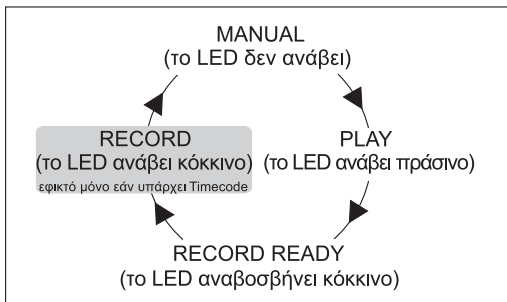 MANUAL
(το LED δεν ανάβει)
PLAY
(το LED ανάβει πράσινο)
RECORD READY
(το LED αναβοσβήνει κόκκινο)
RECORD
(το LED ανάβει κόκκινο)
εφικτό μόνο εάν υπάρχει Timecode